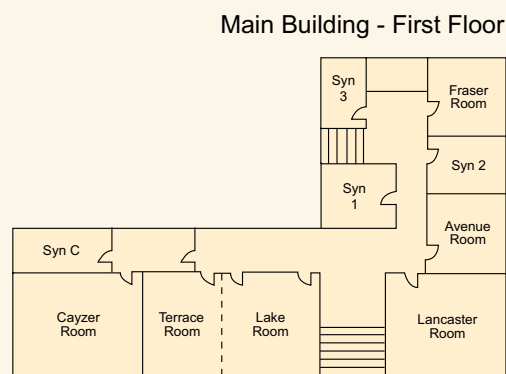 Main Building - First Floor
Syn
3
Fraser
Room
Syn 2
Syn
1
Avenue
Room
Syn C
Cayzer
Room
Terrace
Room
Lake
Room
Lancaster
Room